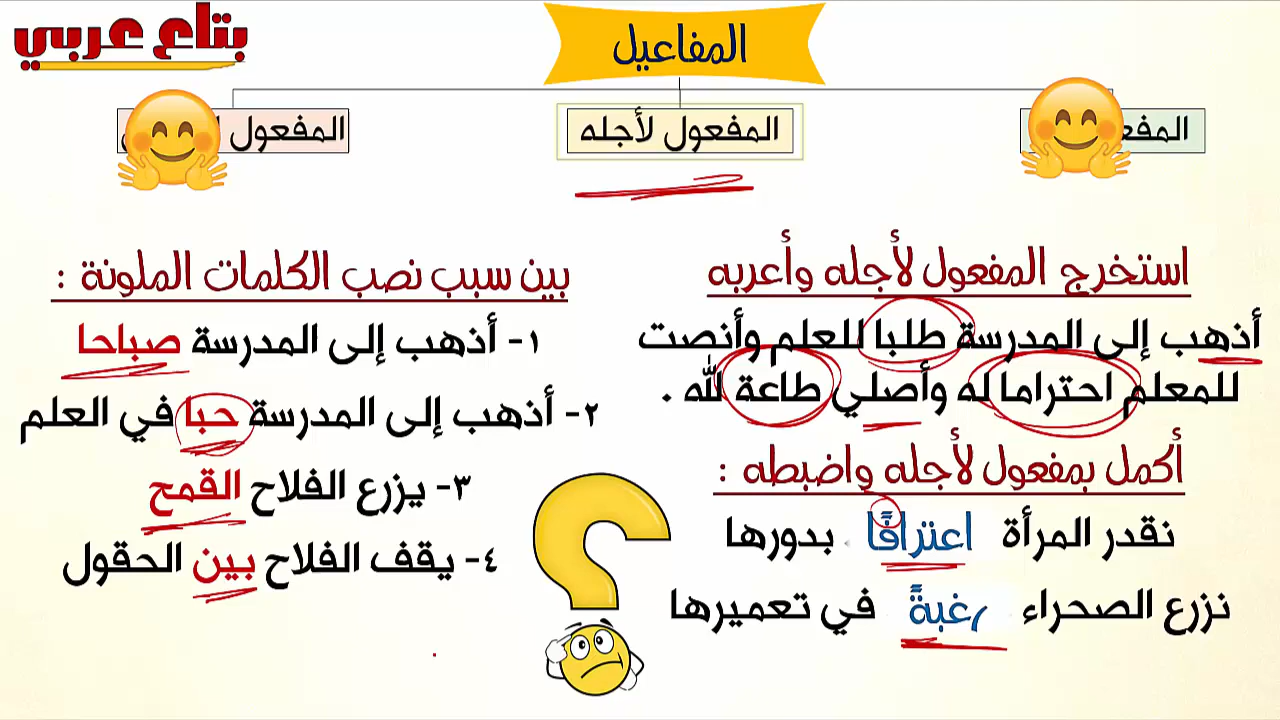 بتاع عربي
المفاعيل
المفعول لأجله
المفعول
استخرج المفعول لأجله وأعربه
أذهب إلى المدرسة طلبا للعلم وأنصت
للمعلم احتراما له وأصلي طاعة لله .
أكمل بمفعول لأجله واضبطه :
نقدر المرأة اعترافًا بدورها
نزرع الصحراء رغبةً في تعميرها
بين سبب نصب الكلمات الملونة :
١- أذهب إلى المدرسة صباحا
٢- أذهب إلى المدرسة حبا في العلم
٣- يزرع الفلاح القمح
٤- يقف الفلاح بين الحقول